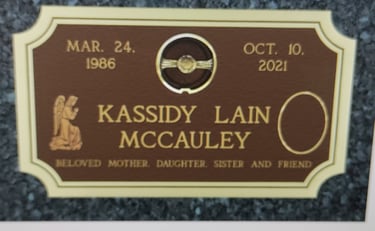 MAR. 24, 1986
OCT. 10, 2021
KASSIDY LAIN
MCCAULEY
BELOVED MOTHER, DAUGHTER, SISTER AND FRIEND